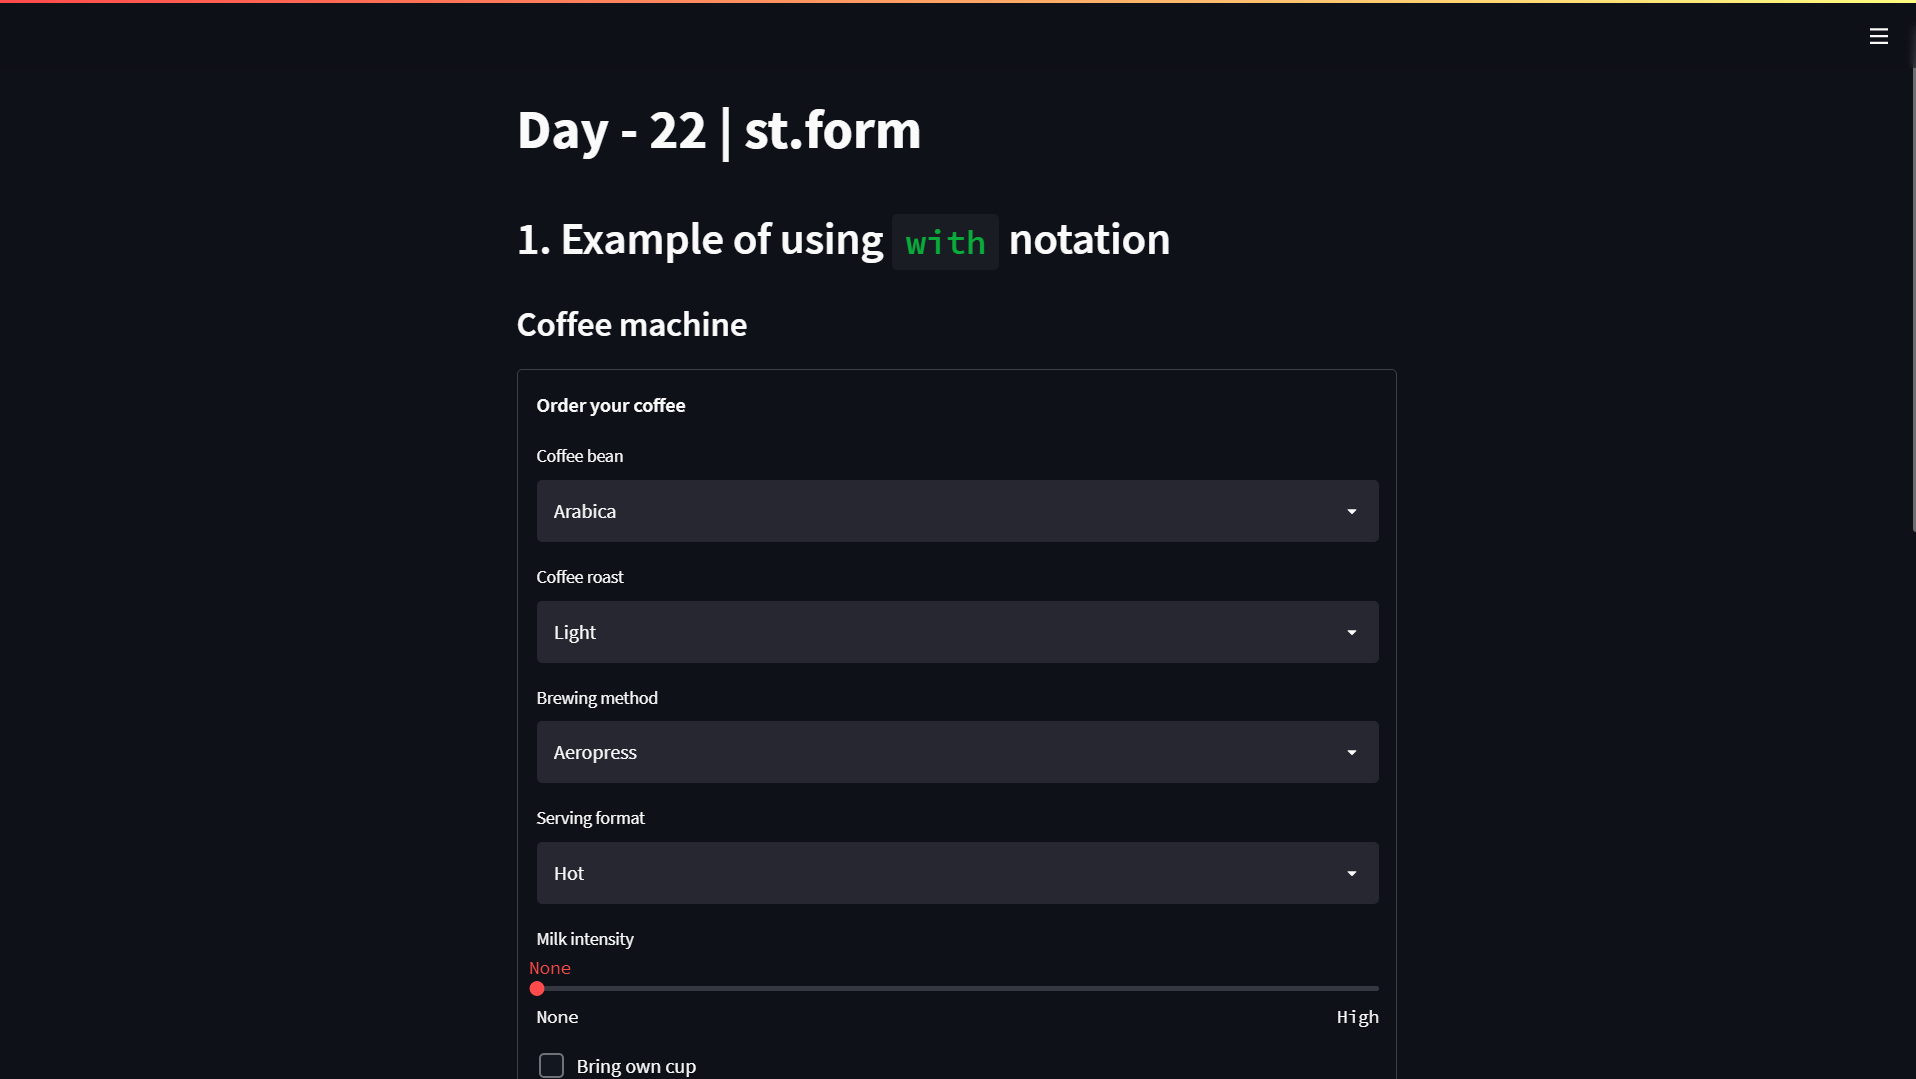 Day - 22 | st.form
1. Example of using with notation
Coffee machine
Order your coffee
Coffee bean
Arabica
Coffee roast
Light
Brewing method
Aeropress
Serving format
Hot
Milk intensity
None
None High
Bring own cup